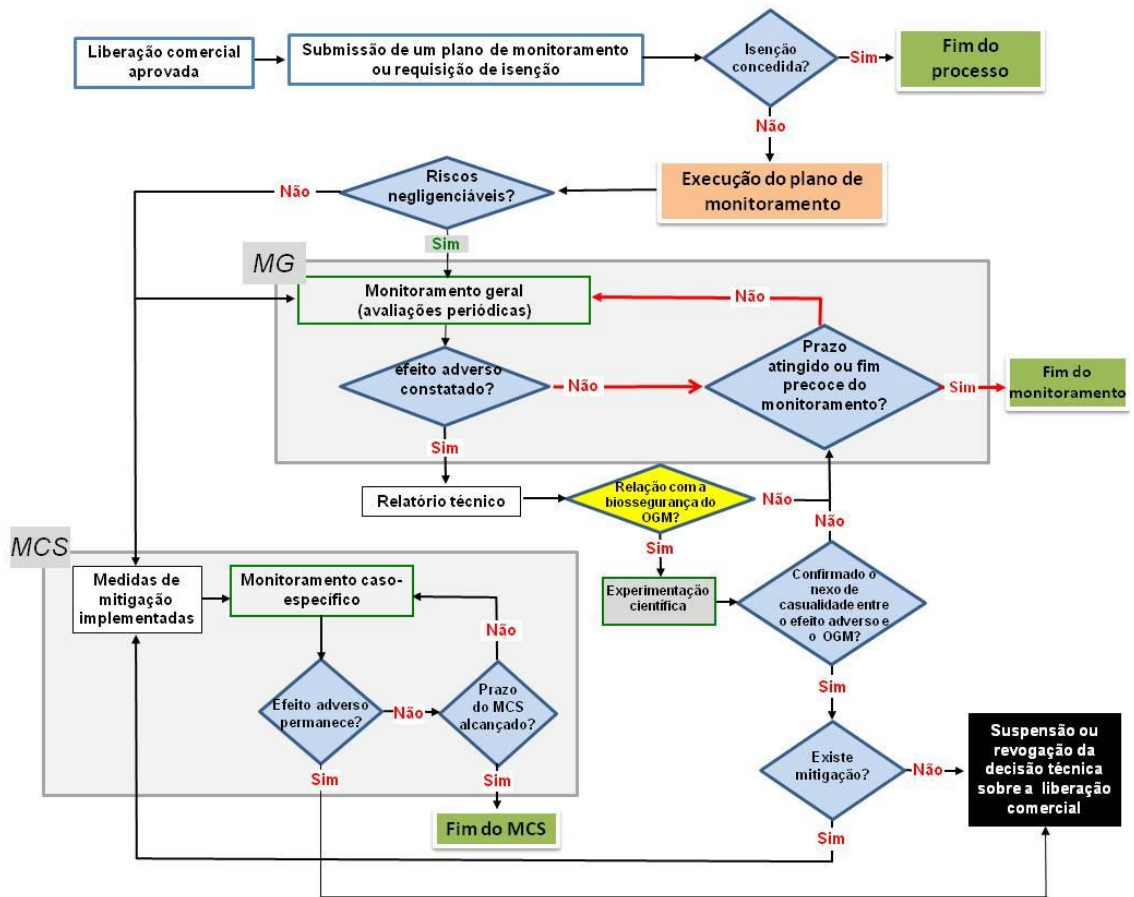 Liberação comercial
aprovada
Submissão de um plano de monitoramento
ou requisição de isenção
Isenção
concedida?
Sim
Fim do
processo
Não
Execução do plano de
monitoramento
Riscos
negligenciáveis?
Não
Sim
MG
Monitoramento geral
(avaliações periódicas)
Não
efeito adverso
constatado?
Não
Prazo
atingido ou fim
precoce do
monitoramento?
Sim
Fim do
monitoramento
Sim
Relatório técnico
Relação com a
biossegurança do
OGM?
Não
Não
Sim
Experimentação
científica
Confirmado o
nexo de
casualidade entre
o efeito adverso e
o OGM?
Sim
MCS
Medidas de
mitigação
implementadas
Monitoramento caso-
específico
Não
Efeito adverso
permanece?
Não
Prazo
do MCS
alcançado?
Sim
Sim
Fim do MCS
Existe
mitigação?
Não
Sim
Suspensão ou
revogação da
decisão técnica
sobre a liberação
comercial